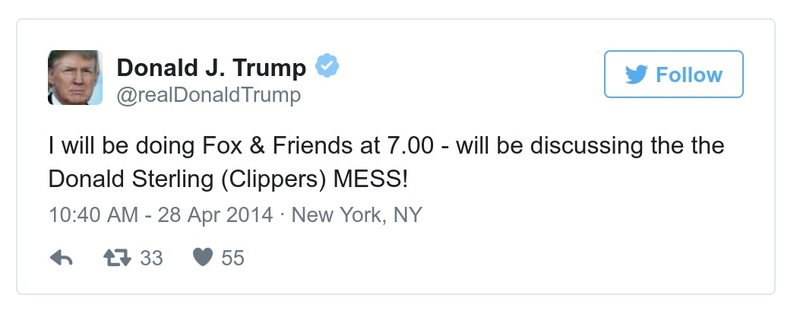 Donald J. Trump
@realDonaldTrump
Follow
I will be doing Fox & Friends at 7.00 - will be discussing the the
Donald Sterling (Clippers) MESS!
10:40 AM - 28 Apr 2014 · New York, NY
33 55